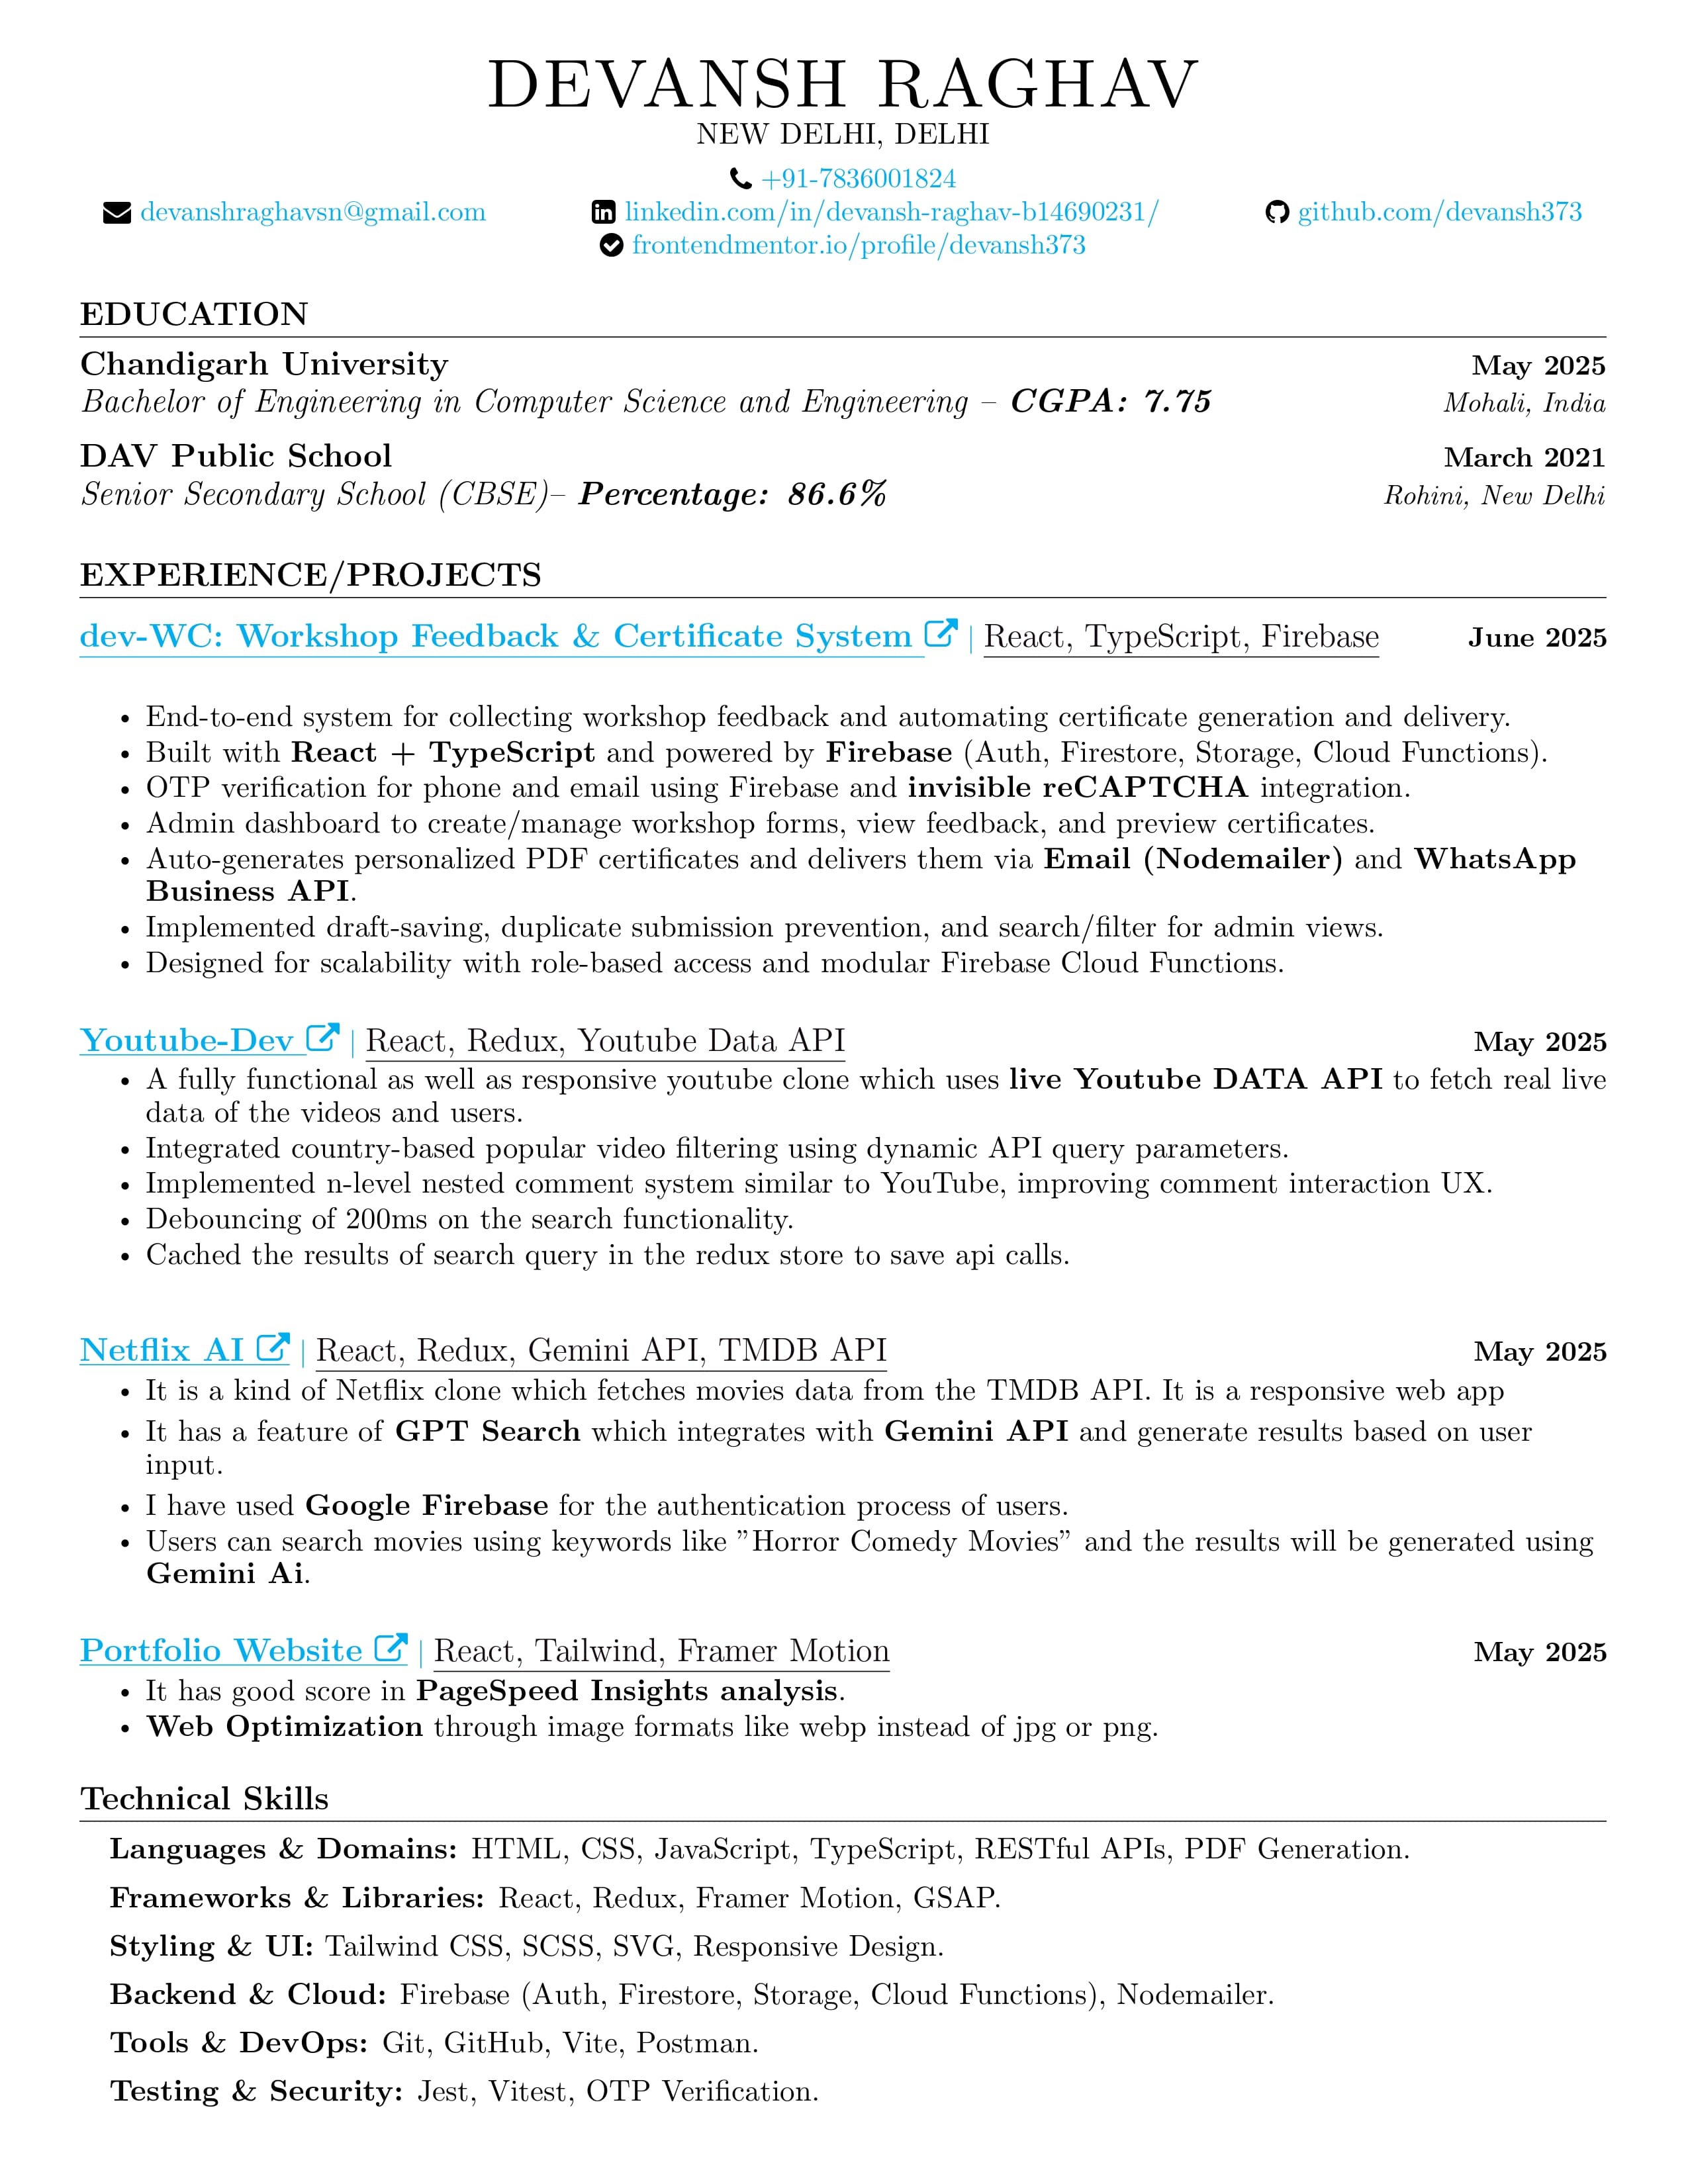 DEVANSH RAGHAV
NEW DELHI, DELHI
+91-7836001824
devanshraghavsn@gmail.com linkedin.com/in/devansh-raghav-b14690231/ github.com/devansh373
frontendmentor.io/profile/devansh373
EDUCATION
Chandigarh University May 2025
Bachelor of Engineering in Computer Science and Engineering – CGPA: 7.75 Mohali, India
DAV Public School March 2021
Senior Secondary School (CBSE)– Percentage: 86.6% Rohini, New Delhi
EXPERIENCE/PROJECTS
dev-WC: Workshop Feedback & Certificate System | React, TypeScript, Firebase June 2025
• End-to-end system for collecting workshop feedback and automating certificate generation and delivery.
• Built with React + TypeScript and powered by Firebase (Auth, Firestore, Storage, Cloud Functions).
• OTP verification for phone and email using Firebase and invisible reCAPTCHA integration.
• Admin dashboard to create/manage workshop forms, view feedback, and preview certificates.
• Auto-generates personalized PDF certificates and delivers them via Email (Nodemailer) and WhatsApp
Business API.
• Implemented draft-saving, duplicate submission prevention, and search/filter for admin views.
• Designed for scalability with role-based access and modular Firebase Cloud Functions.
Youtube-Dev | React, Redux, Youtube Data API May 2025
• A fully functional as well as responsive youtube clone which uses live Youtube DATA API to fetch real live
data of the videos and users.
• Integrated country-based popular video filtering using dynamic API query parameters.
• Implemented n-level nested comment system similar to YouTube, improving comment interaction UX.
• Debouncing of 200ms on the search functionality.
• Cached the results of search query in the redux store to save api calls.
Netflix AI | React, Redux, Gemini API, TMDB API May 2025
• It is a kind of Netflix clone which fetches movies data from the TMDB API. It is a responsive web app
• It has a feature of GPT Search which integrates with Gemini API and generate results based on user
input.
• I have used Google Firebase for the authentication process of users.
• Users can search movies using keywords like ”Horror Comedy Movies” and the results will be generated using
Gemini Ai.
Portfolio Website | React, Tailwind, Framer Motion May 2025
• It has good score in PageSpeed Insights analysis.
• Web Optimization through image formats like webp instead of jpg or png.
Technical Skills
Languages & Domains: HTML, CSS, JavaScript, TypeScript, RESTful APIs, PDF Generation.
Frameworks & Libraries: React, Redux, Framer Motion, GSAP.
Styling & UI: Tailwind CSS, SCSS, SVG, Responsive Design.
Backend & Cloud: Firebase (Auth, Firestore, Storage, Cloud Functions), Nodemailer.
Tools & DevOps: Git, GitHub, Vite, Postman.
Testing & Security: Jest, Vitest, OTP Verification.